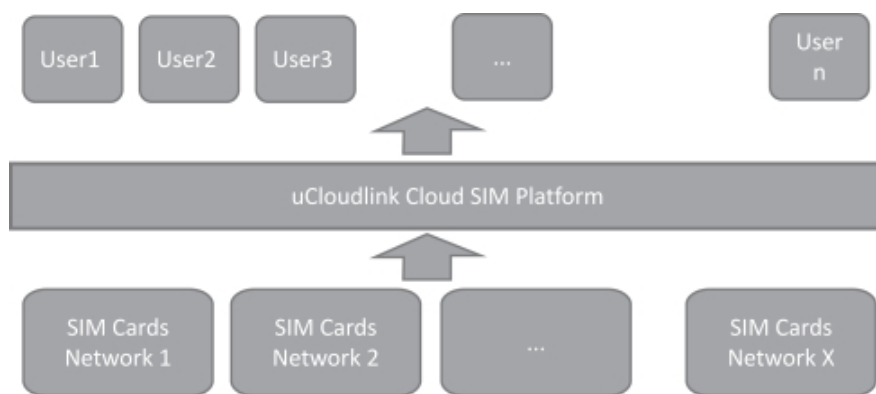 User1
User2
User3
...
User
n
uCloudlink Cloud SIM Platform
SIM Cards
Network 1
SIM Cards
Network 2
...
SIM Cards
Network X